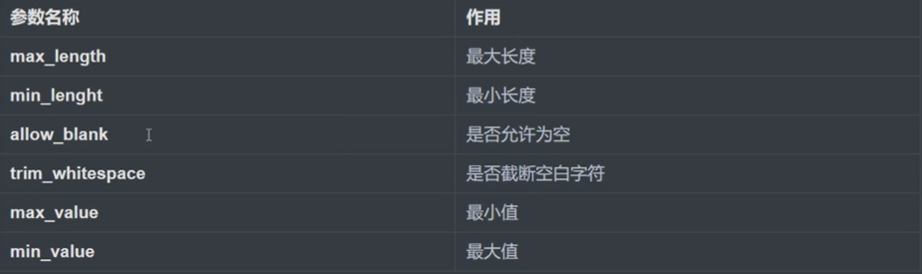 参数名称 作用
max_length 最大长度
min_lenght 最小长度
allow_blank 是否允许为空
trim_whitespace 是否截断空白字符
max_value 最小值
min_value 最大值